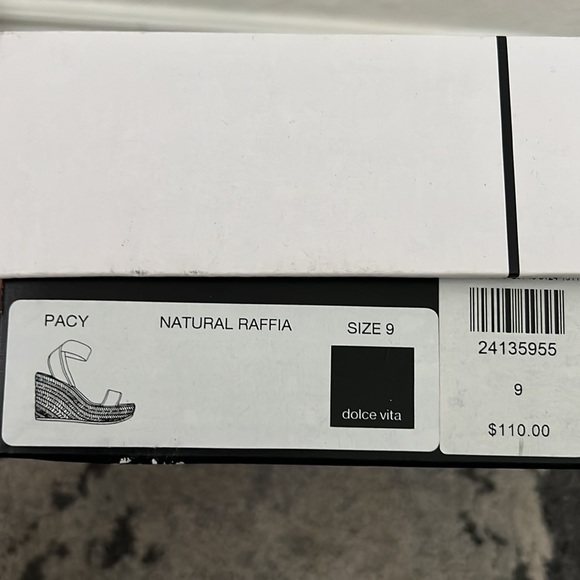 PACY
NATURAL RAFFIA
SIZE 9
dolce vita
24135955
9
$110.00